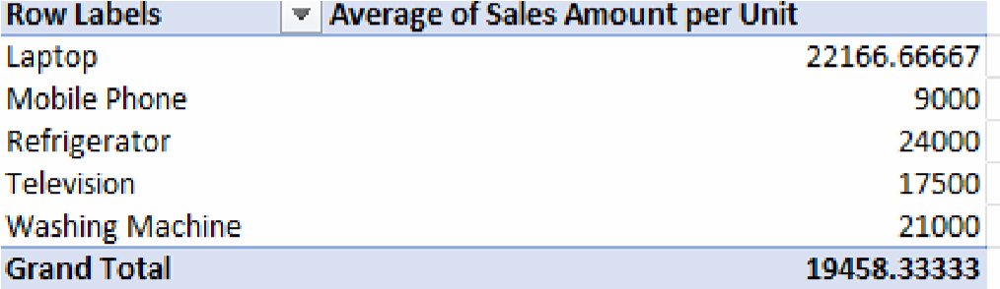 Row Labels Average of Sales Amount per Unit
Laptop 22166.66667
Mobile Phone 9000
Refrigerator 24000
Television 17500
Washing Machine 21000
Grand Total 19458.33333